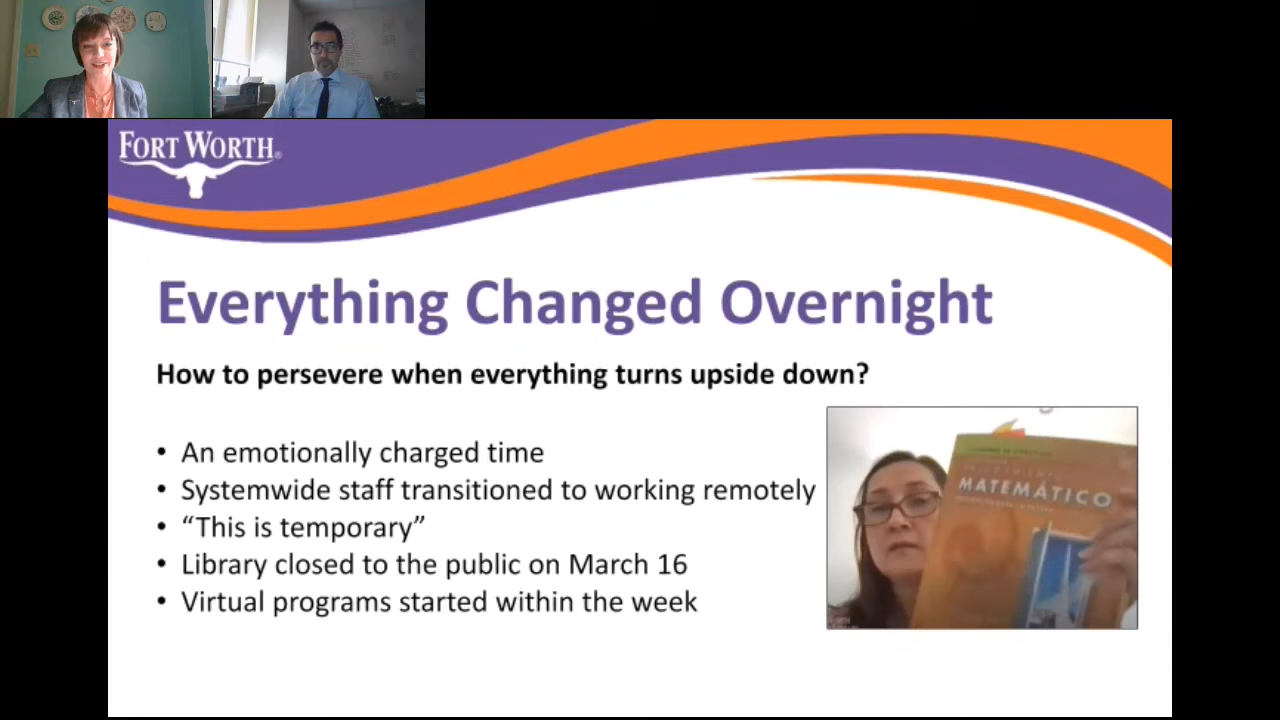 FORT WORTH®
Everything Changed Overnight
How to persevere when everything turns upside down?
• An emotionally charged time
• Systemwide staff transitioned to working remotely
• “This is temporary”
• Library closed to the public on March 16
• Virtual programs started within the week
MATEMÁTICO